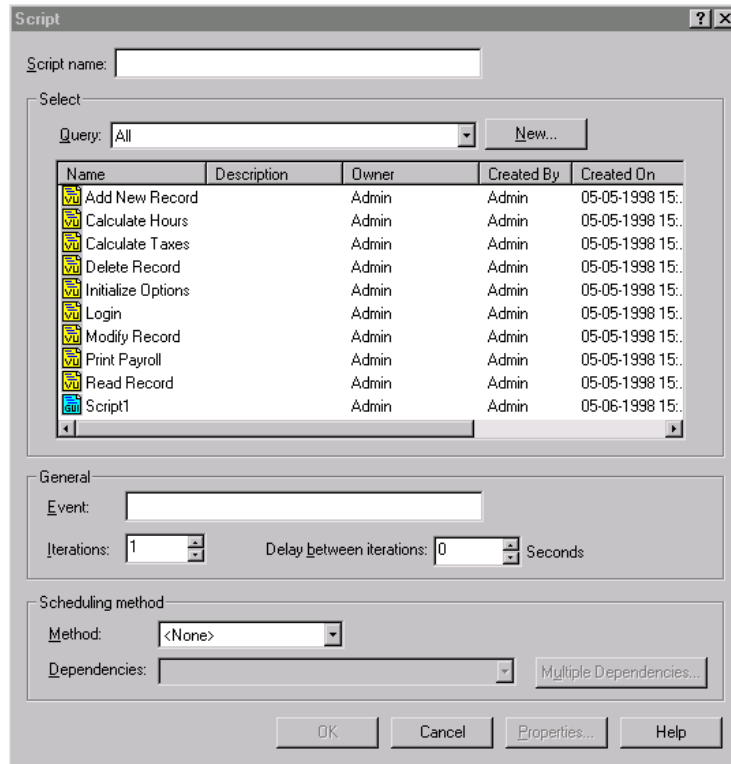 Script
Script name:
Select
Query: All New...
Name Description Owner Created By Created On
Add New Record Admin Admin 05-05-1998 15:.
Calculate Hours Admin Admin 05-05-1998 15:.
Calculate Taxes Admin Admin 05-05-1998 15:.
Delete Record Admin Admin 05-05-1998 15:.
Initialize Options Admin Admin 05-05-1998 15:.
Login Admin Admin 05-05-1998 15:.
Modify Record Admin Admin 05-05-1998 15:.
Print Payroll Admin Admin 05-05-1998 15:.
Read Record Admin Admin 05-05-1998 15:.
Script1 Admin Admin 05-06-1998 15:.
General
Event:
Iterations: 1 Delay between iterations: 0 Seconds
Scheduling method
Method: <None>
Dependencies: Multiple Dependencies...
OK Cancel Properties... Help